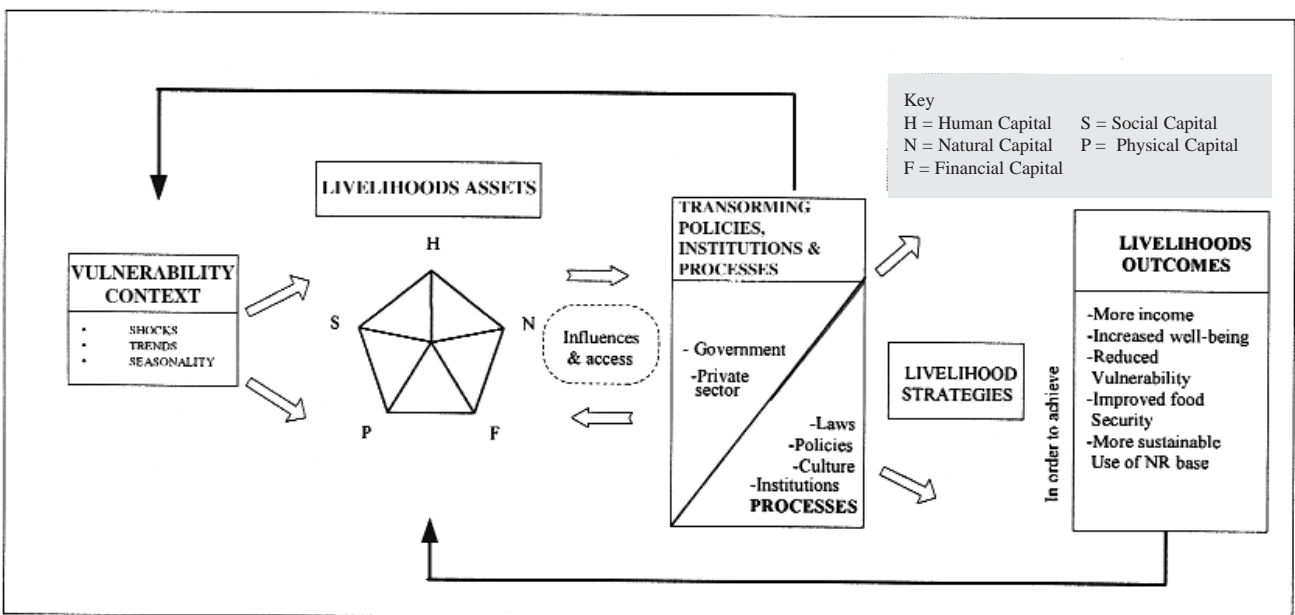 Key
H = Human Capital S = Social Capital
N = Natural Capital P = Physical Capital
F = Financial Capital
LIVELIHOODS ASSETS
VULNERABILITY
CONTEXT
• SHOCKS
• TRENDS
• SEASONALITY
H
S
N
P
F
Influences
& access
TRANSORMING
POLICIES,
INSTITUTIONS &
PROCESSES
- Government
-Private
sector
-Laws
-Policies
-Culture
-Institutions
PROCESSES
LIVELIHOOD
STRATEGIES
In order to achieve
LIVELIHOODS
OUTCOMES
-More income
-Increased well-being
-Reduced
Vulnerability
-Improved food
Security
-More sustainable
Use of NR base